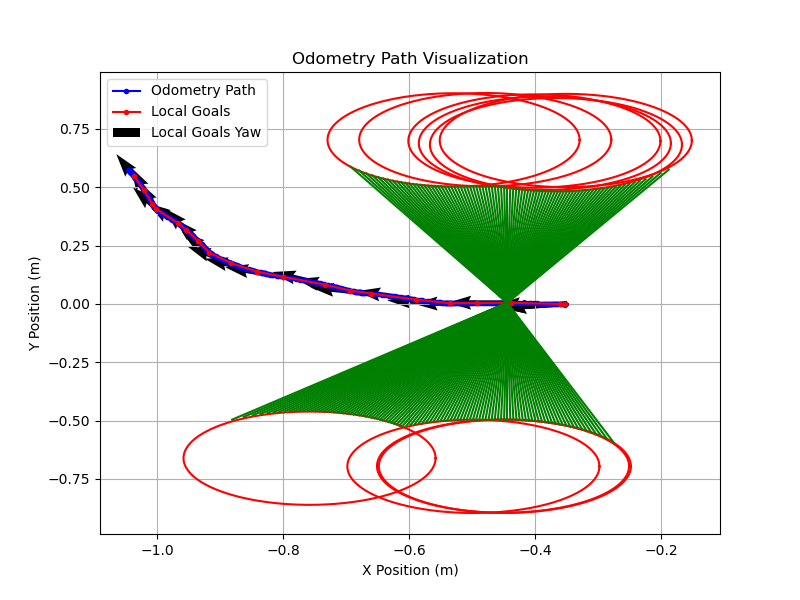 Odometry Path Visualization
Odometry Path
Local Goals
Local Goals Yaw
0.75
0.50
0.25
0.00
−0.25
−0.50
−0.75
Y Position (m)
−1.0
−0.8
−0.6
−0.4
−0.2
X Position (m)